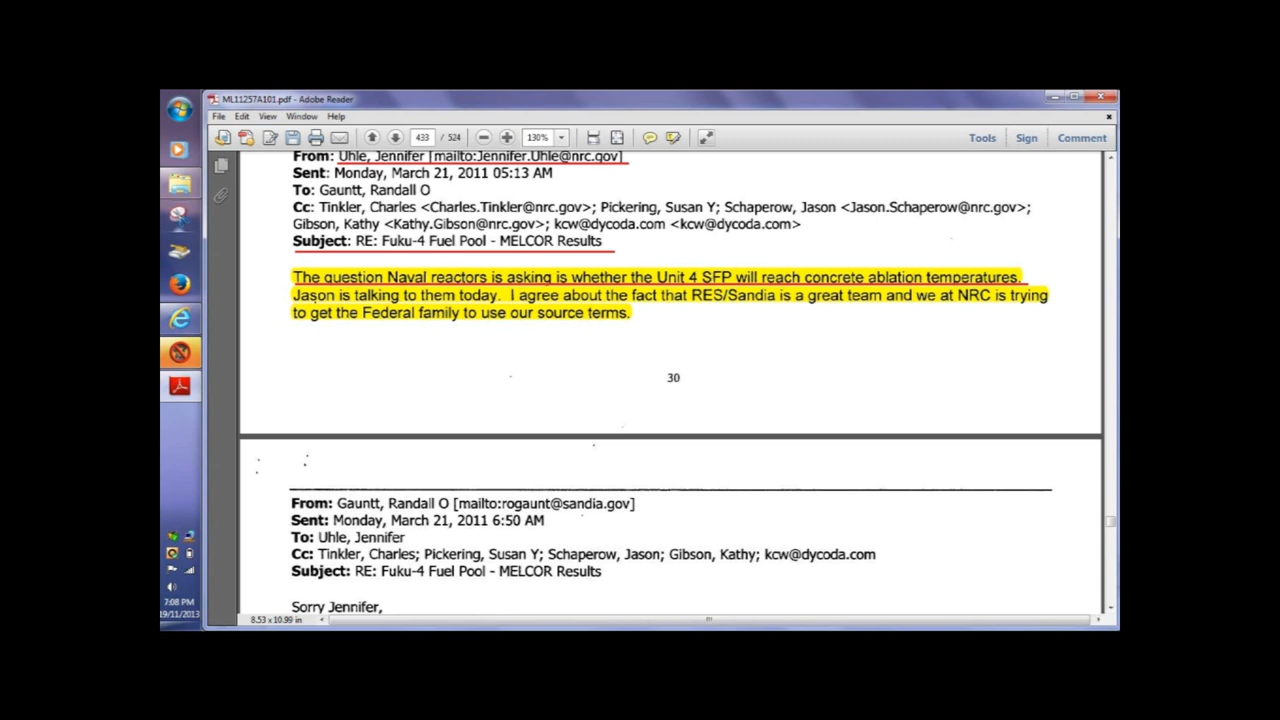 ML11257A101.pdf - Adobe Reader
File Edit View Window Help
433 / 524 130% Tools Sign Comment
From: Uhle, Jennifer [mailto:Jennifer.Uhle@nrc.gov]
Sent: Monday, March 21, 2011 05:13 AM
To: Gauntt, Randall O
Cc: Tinkler, Charles <Charles.Tinkler@nrc.gov>; Pickering, Susan Y; Schaperow, Jason <Jason.Schaperow@nrc.gov>;
Gibson, Kathy <Kathy.Gibson@nrc.gov>; kcw@dycoda.com <kcw@dycoda.com>
Subject: RE: Fuku-4 Fuel Pool - MELCOR Results
The question Naval reactors is asking is whether the Unit 4 SFP will reach concrete ablation temperatures.
Jason is talking to them today. I agree about the fact that RES/Sandia is a great team and we at NRC is trying
to get the Federal family to use our source terms.
30
From: Gauntt, Randall O [mailto:rogaunt@sandia.gov]
Sent: Monday, March 21, 2011 6:50 AM
To: Uhle, Jennifer
Cc: Tinkler, Charles; Pickering, Susan Y; Schaperow, Jason; Gibson, Kathy; kcw@dycoda.com
Subject: RE: Fuku-4 Fuel Pool - MELCOR Results
Sorry Jennifer,
8.53 x 10.99 in
7:08 PM
19/11/2013